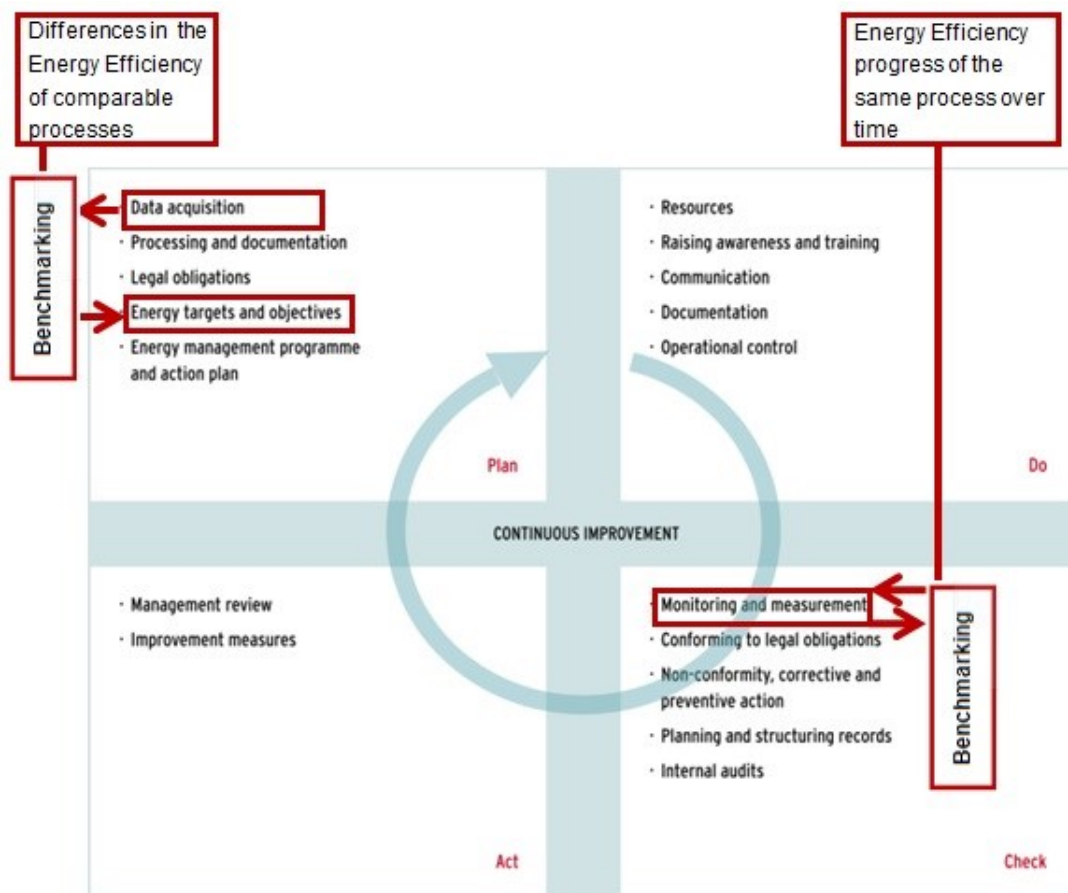 Differences in the
Energy Efficiency
of comparable
processes
Energy Efficiency
progress of the
same process over
time
Benchmarking
· Data acquisition
· Processing and documentation
· Legal obligations
· Energy targets and objectives
· Energy management programme
and action plan
Plan
· Resources
· Raising awareness and training
· Communication
· Documentation
· Operational control
Do
CONTINUOUS IMPROVEMENT
· Management review
· Improvement measures
Act
· Monitoring and measurement
· Conforming to legal obligations
· Non-conformity, corrective and
preventive action
· Planning and structuring records
· Internal audits
Benchmarking
Check